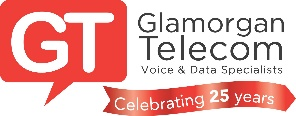 GT
Glamorgan
Telecom
Voice & Data Specialists
Celebrating 25 years